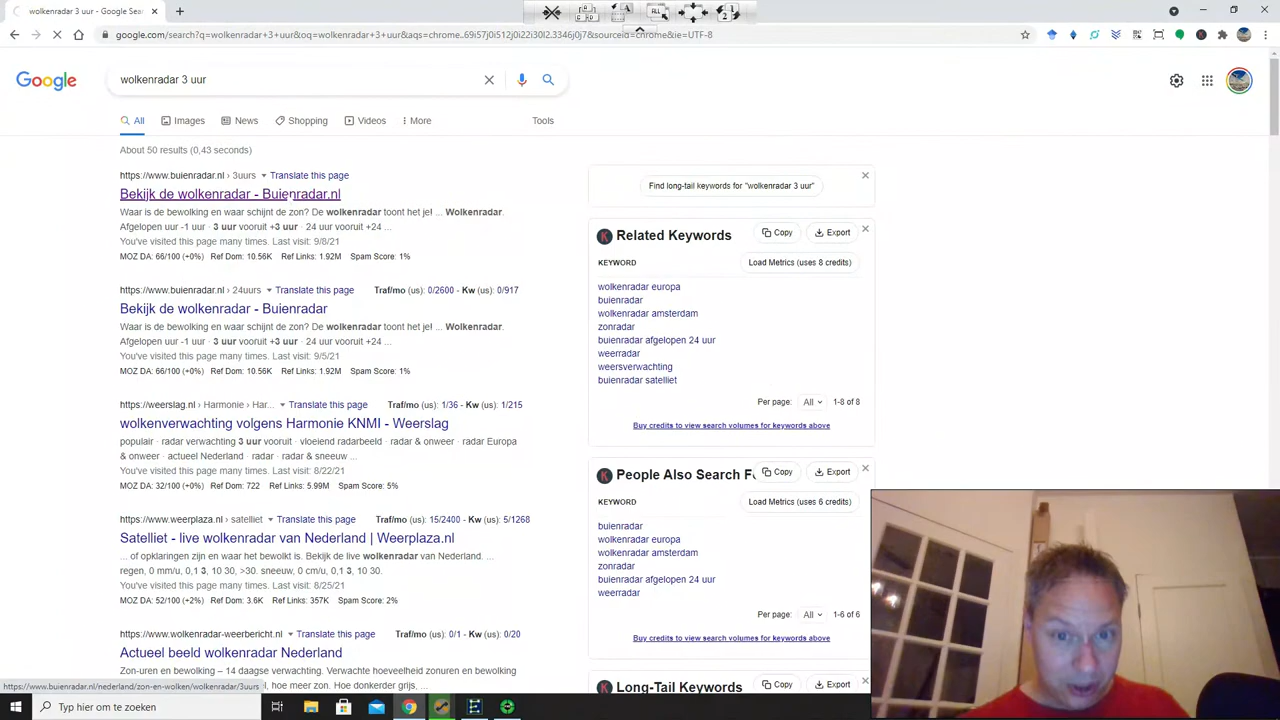 wolkenradar 3 uur - Google Sea
google.com/search?q=wolkenradar+3+uur&oq=wolkenradar+3+uur&aqs=chrome..69i57j0i512j0i22i30l2.3346j0j7&sourceid=chrome&ie=UTF-8
Google
wolkenradar 3 uur
All
Images
News
Shopping
Videos
More
Tools
About 50 results (0,43 seconds)
https://www.buienradar.nl › 3uurs Translate this page
Bekijk de wolkenradar - Buienradar.nl
Waar is de bewolking en waar schijnt de zon? De wolkenradar toont het je! ... Wolkenradar.
Afgelopen uur -1 uur · 3 uur vooruit +3 uur · 24 uur vooruit +24 ...
You've visited this page many times. Last visit: 9/8/21
MOZ DA: 66/100 (+0%) Ref Dom: 10.56K Ref Links: 1.92M Spam Score: 1%
https://www.buienradar.nl › 24uurs Translate this page Traf/mo (us): 0/2600 - Kw (us): 0/917
Bekijk de wolkenradar - Buienradar
Waar is de bewolking en waar schijnt de zon? De wolkenradar toont het je! ... Wolkenradar.
Afgelopen uur -1 uur · 3 uur vooruit +3 uur · 24 uur vooruit +24 ...
You've visited this page many times. Last visit: 9/5/21
MOZ DA: 66/100 (+0%) Ref Dom: 10.56K Ref Links: 1.92M Spam Score: 1%
https://weerslag.nl › Harmonie › Har... Translate this page Traf/mo (us): 1/36 - Kw (us): 1/215
wolkenverwachting volgens Harmonie KNMI - Weerslag
populair · radar verwachting 3 uur vooruit · vloeiend radarbeeld · radar & onweer · radar Europa
& onweer · actueel Nederland · radar · radar & sneeuw ...
You've visited this page many times. Last visit: 8/22/21
MOZ DA: 32/100 (+0%) Ref Dom: 722 Ref Links: 5.99M Spam Score: 5%
https://www.weerplaza.nl › satelliet Translate this page Traf/mo (us): 15/2400 - Kw (us): 5/1268
Satelliet - live wolkenradar van Nederland | Weerplaza.nl
... of opklaringen zijn en waar het bewolkt is. Bekijk de live wolkenradar van Nederland. ...
regen, 0 mm/u, 0,1 3, 10 30, >30. sneeuw, 0 cm/u, 0,1 3, 10 30.
You've visited this page many times. Last visit: 8/25/21
MOZ DA: 52/100 (+2%) Ref Dom: 3.6K Ref Links: 357K Spam Score: 2%
https://www.wolkenradar-weerbericht.nl Translate this page Traf/mo (us): 0/1 - Kw (us): 0/20
Actueel beeld wolkenradar Nederland
Zon-uren en bewolking – 14 daagse verwachting. Verwachte hoeveelheid zonuren en bewolking
https://www.buienradar.nl/nederland/zon-en-wolken/wolkenradar/3uurs , hoe meer zon. Hoe donkerder grijs, ...
Find long-tail keywords for "wolkenradar 3 uur"
Related Keywords
Copy
Export
KEYWORD
Load Metrics (uses 8 credits)
wolkenradar europa
buienradar
wolkenradar amsterdam
zonradar
buienradar afgelopen 24 uur
weerradar
weersverwachting
buienradar satelliet
Per page: All 1-8 of 8
Buy credits to view search volumes for keywords above
People Also Search F
Copy
Export
KEYWORD
Load Metrics (uses 6 credits)
buienradar
wolkenradar europa
wolkenradar amsterdam
zonradar
buienradar afgelopen 24 uur
weerradar
Per page: All 1-6 of 6
Buy credits to view search volumes for keywords above
Long-Tail Keywords
Copy
Export
Typ hier om te zoeken